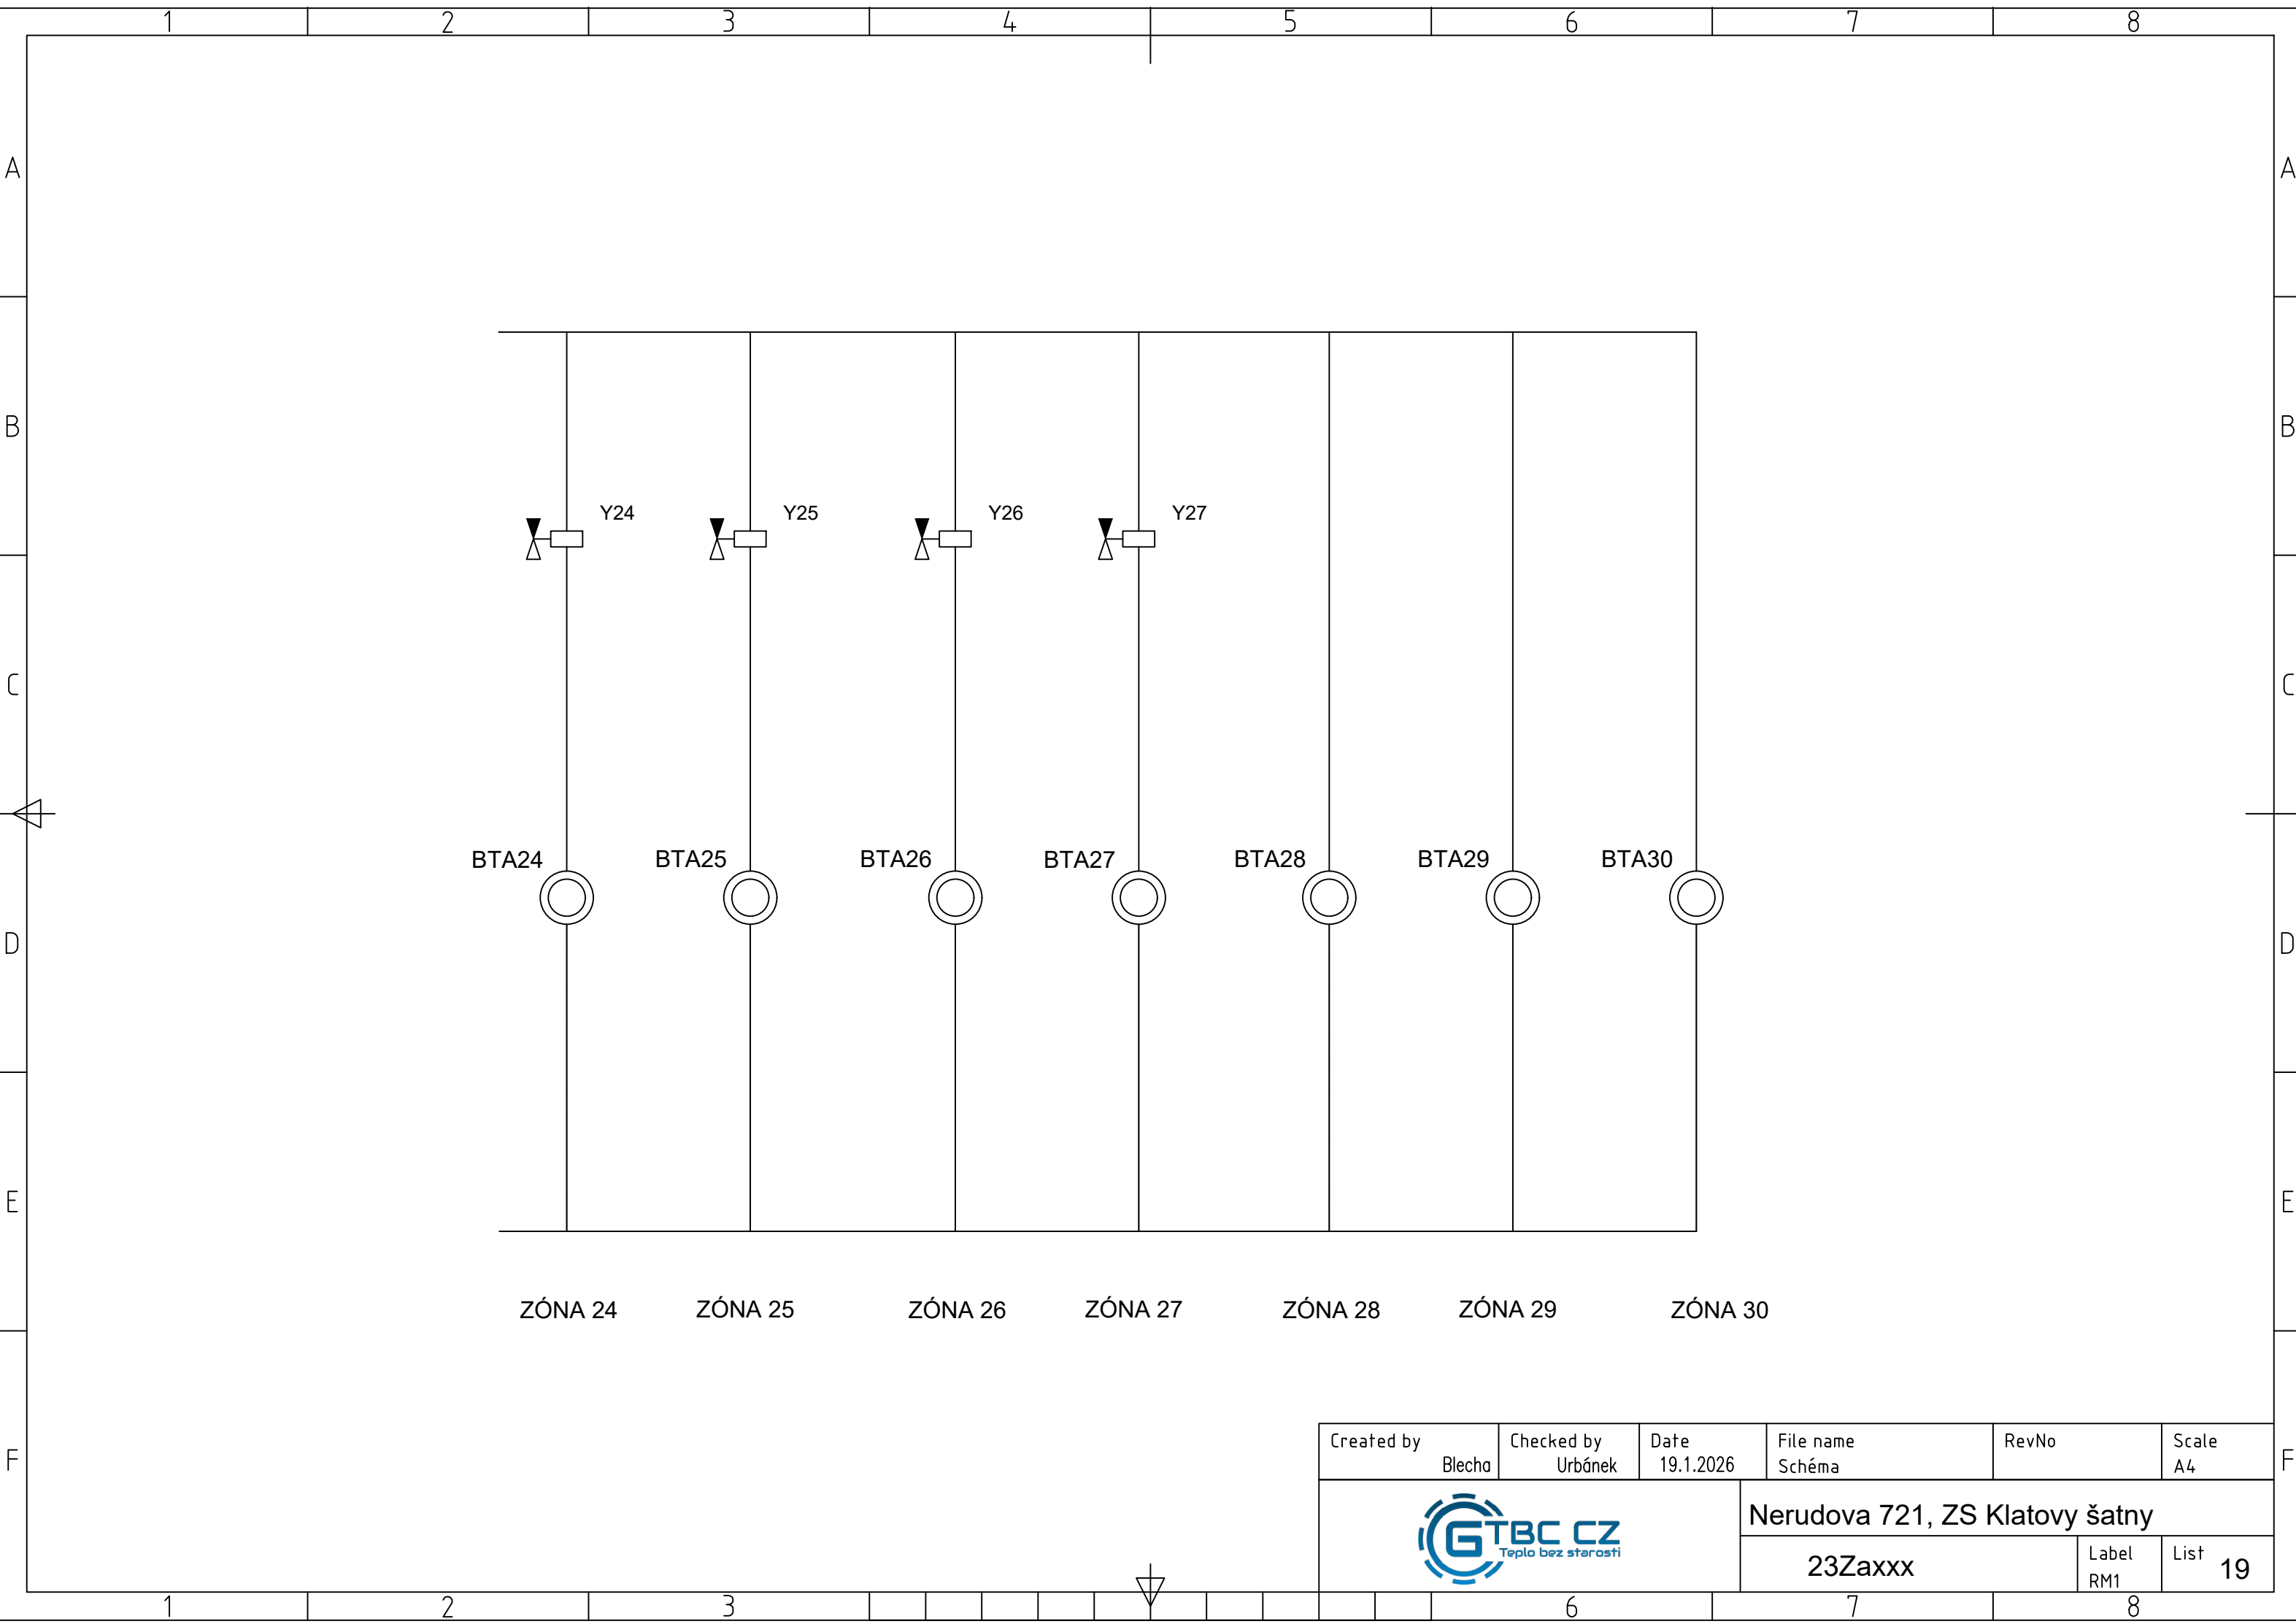 1 2 3 4 5 6 7 8
A A
B B
C C
D D
E E
F F
Y24 Y25 Y26 Y27
BTA24 BTA25 BTA26 BTA27 BTA28 BTA29 BTA30
ZÓNA 24 ZÓNA 25 ZÓNA 26 ZÓNA 27 ZÓNA 28 ZÓNA 29 ZÓNA 30
Created by Checked by Date File name RevNo Scale
Blecha Urbánek 19.1.2026 Schéma A4
GTBC CZ
Teplo bez starosti
Nerudova 721, ZS Klatovy šatny
23Zaxxx
Label List
RM1 19
1 2 3 6 7 8